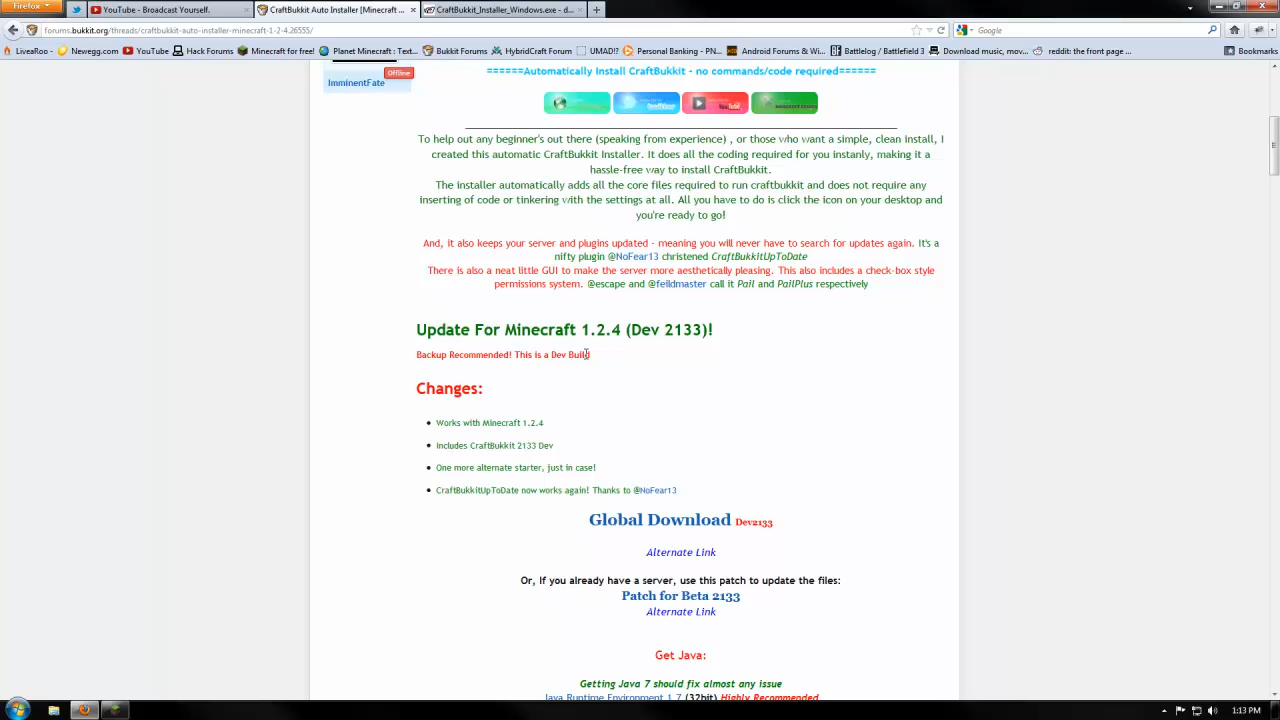 Firefox
YouTube - Broadcast Yourself.
CraftBukkit Auto Installer [Minecraft ...
CraftBukkit_Installer_Windows.exe - d...
forums.bukkit.org/threads/craftbukkit-auto-installer-minecraft-1-2-4.26555/
Google
LiveaRoo Newegg.com YouTube Hack Forums Minecraft for free! Planet Minecraft : Text... Bukkit Forums HybridCraft Forum UMAD!? Personal Banking - PN... Android Forums & Wi... Battlelog / Battlefield 3 Download music, mov... reddit: the front page ... Bookmarks
Offline
ImminentFate
======Automatically Install CraftBukkit - no commands/code required======
To help out any beginner's out there (speaking from experience) , or those who want a simple, clean install, I
created this automatic CraftBukkit Installer. It does all the coding required for you instanly, making it a
hassle-free way to install CraftBukkit.
The installer automatically adds all the core files required to run craftbukkit and does not require any
inserting of code or tinkering with the settings at all. All you have to do is click the icon on your desktop and
you're ready to go!
And, it also keeps your server and plugins updated - meaning you will never have to search for updates again. It's a
nifty plugin @NoFear13 christened CraftBukkitUpToDate
There is also a neat little GUI to make the server more aesthetically pleasing. This also includes a check-box style
permissions system. @escape and @feildmaster call it Pail and PailPlus respectively
Update For Minecraft 1.2.4 (Dev 2133)!
Backup Recommended! This is a Dev Build
Changes:
Works with Minecraft 1.2.4
Includes CraftBukkit 2133 Dev
One more alternate starter, just in case!
CraftBukkitUpToDate now works again! Thanks to @NoFear13
Global Download Dev2133
Alternate Link
Or, if you already have a server, use this patch to update the files:
Patch for Beta 2133
Alternate Link
Get Java:
Getting Java 7 should fix almost any issue
Java Runtime Environment 1.7 (32bit) Highly Recommended
1:13 PM